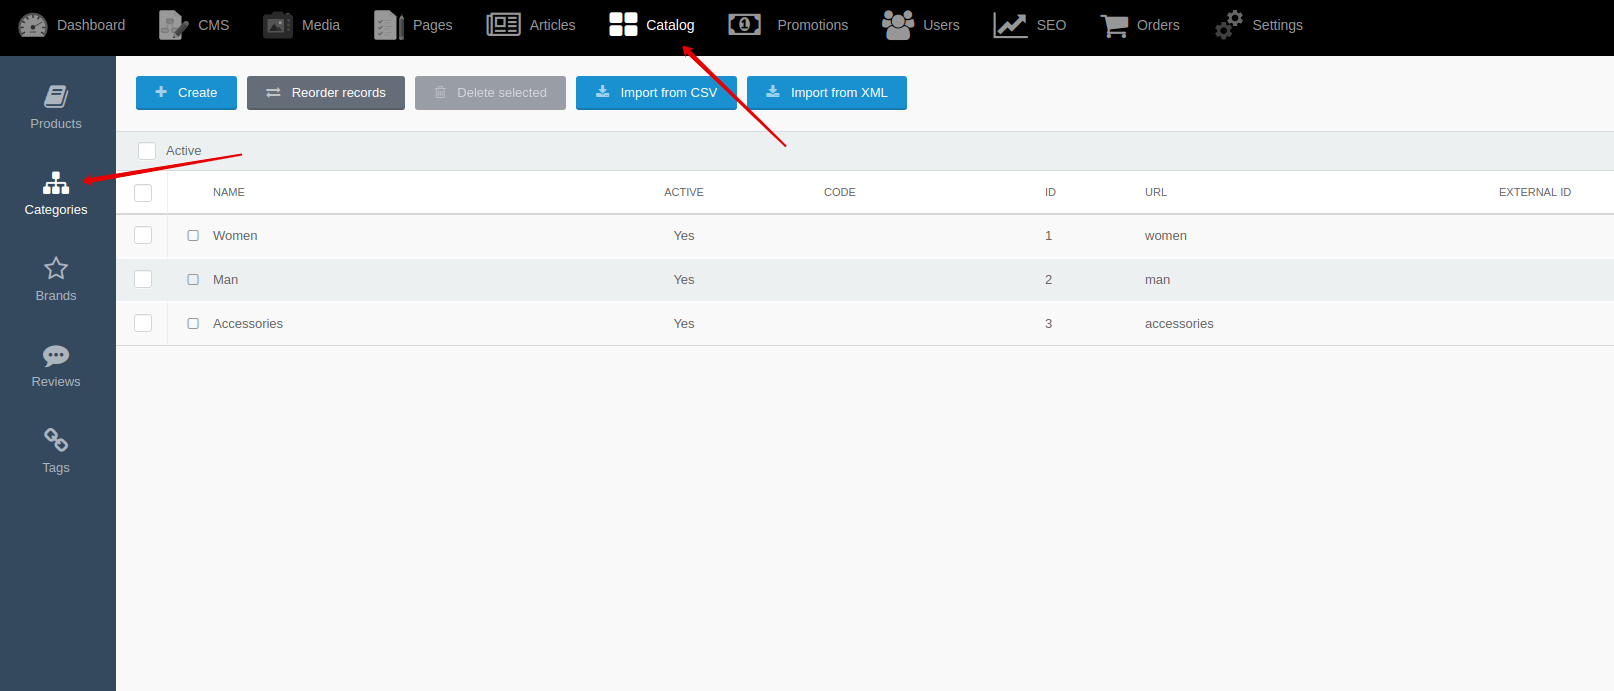 Dashboard CMS Media Pages Articles Catalog Promotions Users SEO Orders Settings
Products
Categories
Brands
Reviews
Tags
Create Reorder records Delete selected Import from CSV Import from XML
Active
NAME ACTIVE CODE ID URL EXTERNAL ID
Women Yes 1 women
Man Yes 2 man
Accessories Yes 3 accessories